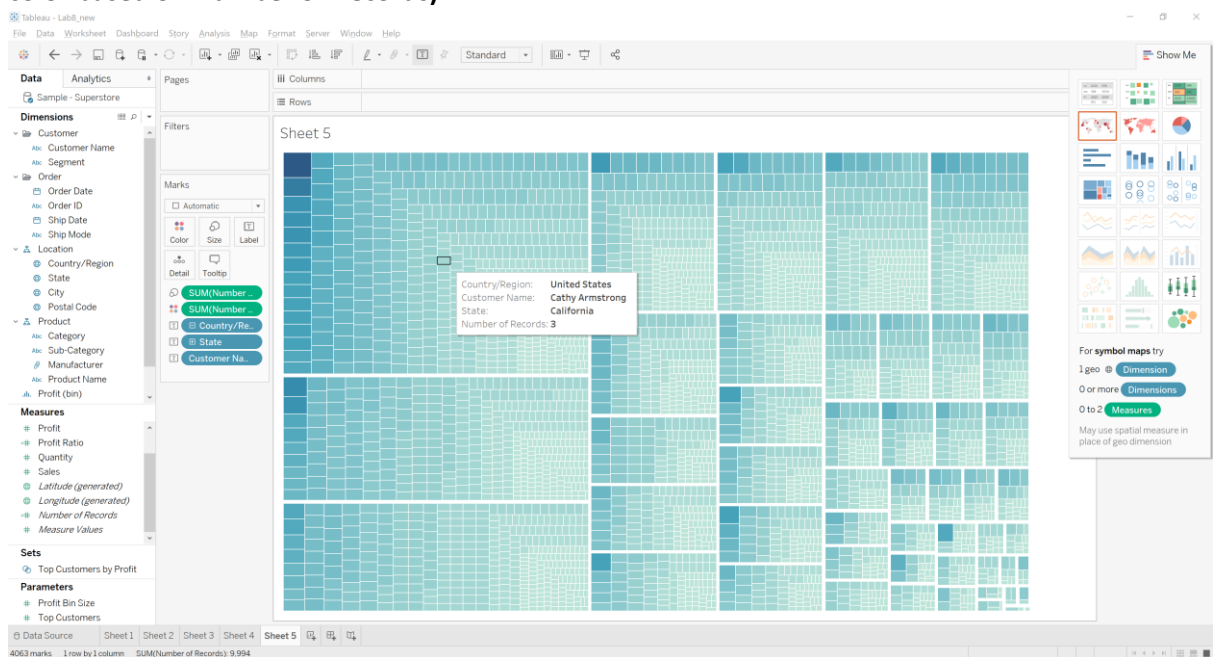 Tableau - Lab8_new
File Data Worksheet Dashboard Story Analysis Map Format Server Window Help
Standard
Show Me
Data Analytics
Pages
Columns
Sample - Superstore
Rows
Dimensions
Filters
Sheet 5
Customer
Abc Customer Name
Abc Segment
Order
Order Date
Abc Order ID
Ship Date
Abc Ship Mode
Location
Country/Region
State
City
Postal Code
Product
Abc Category
Abc Sub-Category
Manufacturer
Abc Product Name
Profit (bin)
Measures
# Profit
=# Profit Ratio
# Quantity
# Sales
Latitude (generated)
Longitude (generated)
=# Number of Records
# Measure Values
Sets
Top Customers by Profit
Parameters
# Profit Bin Size
# Top Customers
Marks
Automatic
Color Size Label
Detail Tooltip
SUM(Number ..
SUM(Number ..
Country/Re..
State
Customer Na..
Country/Region: United States
Customer Name: Cathy Armstrong
State: California
Number of Records: 3
For symbol maps try
1 geo Dimension
0 or more Dimensions
0 to 2 Measures
May use spatial measure in
place of geo dimension
Data Source Sheet 1 Sheet 2 Sheet 3 Sheet 4 Sheet 5
4063 marks 1 row by 1 column SUM(Number of Records): 9,994